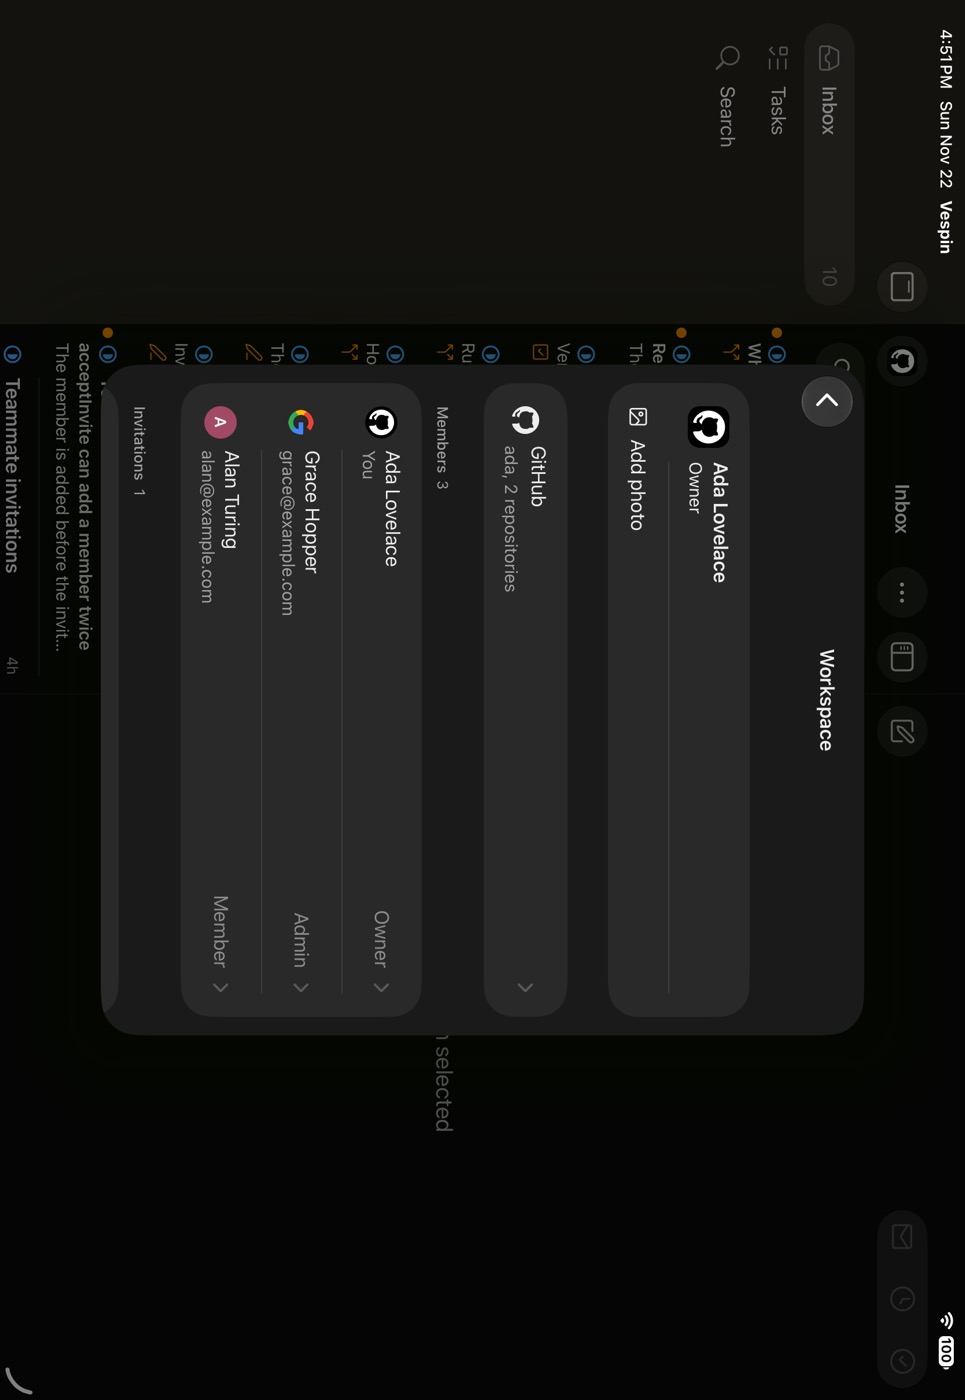 4:51 PM Sun Nov 22 Vespin
100
Inbox
Inbox 10
Tasks
Search
Workspace
Ada Lovelace
Owner
Add photo
GitHub
ada, 2 repositories
Members 3
Ada Lovelace
You
Owner
Grace Hopper
grace@example.com
Admin
A
Alan Turing
alan@example.com
Member
Invitations 1
selected
acceptInvite can add a member twice
The member is added before the invit...
Teammate invitations 4h